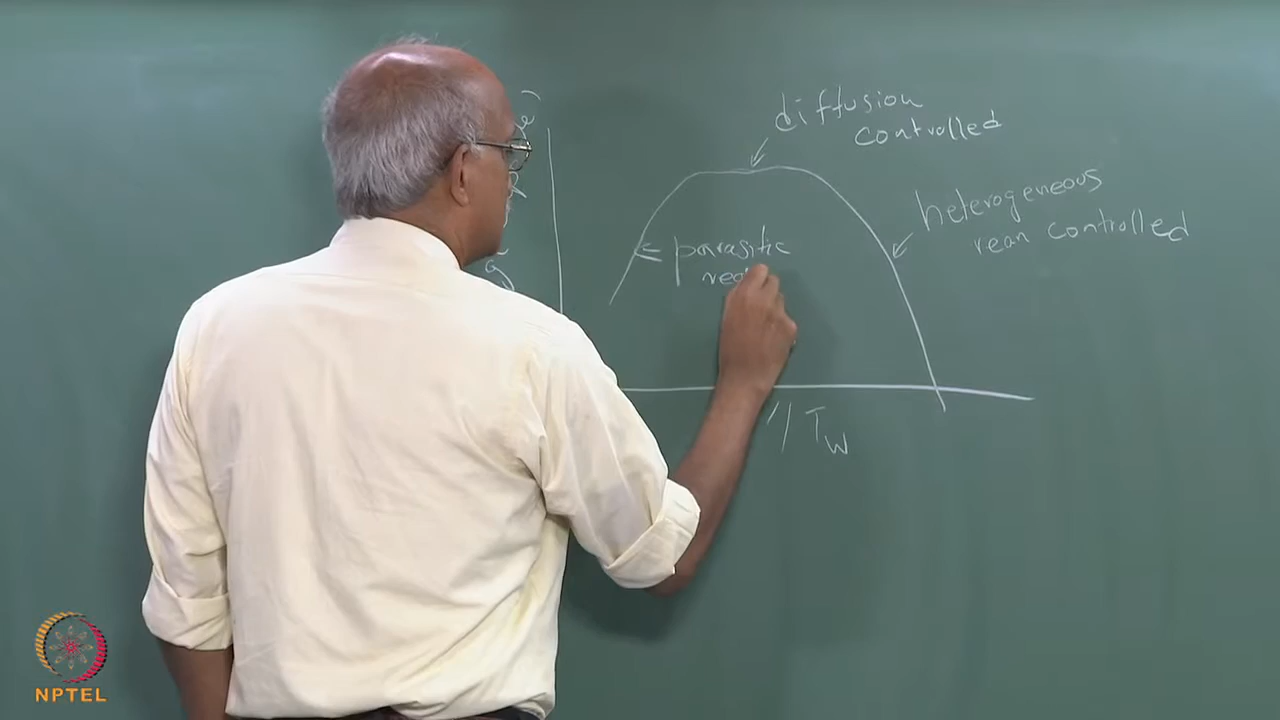 diffusion
controlled
heterogeneous
rean controlled
parasitic
1/Tw
NPTEL